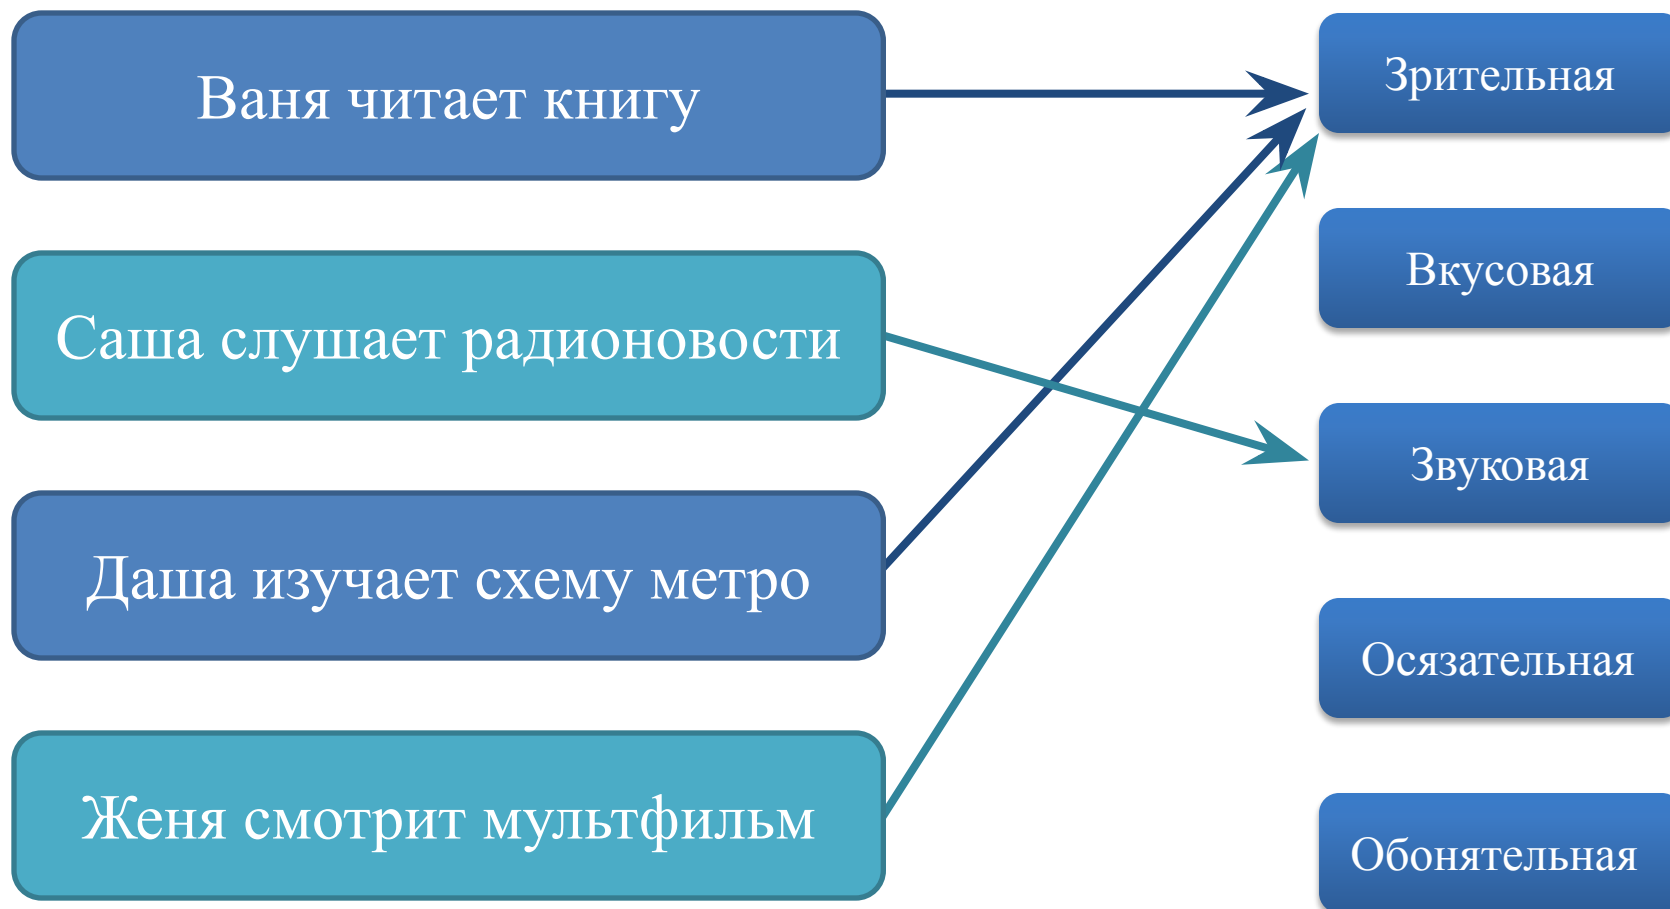 Ваня читает книгу
Саша слушает радионовости
Даша изучает схему метро
Женя смотрит мультфильм
Зрительная
Вкусовая
Звуковая
Осязательная
Обонятельная